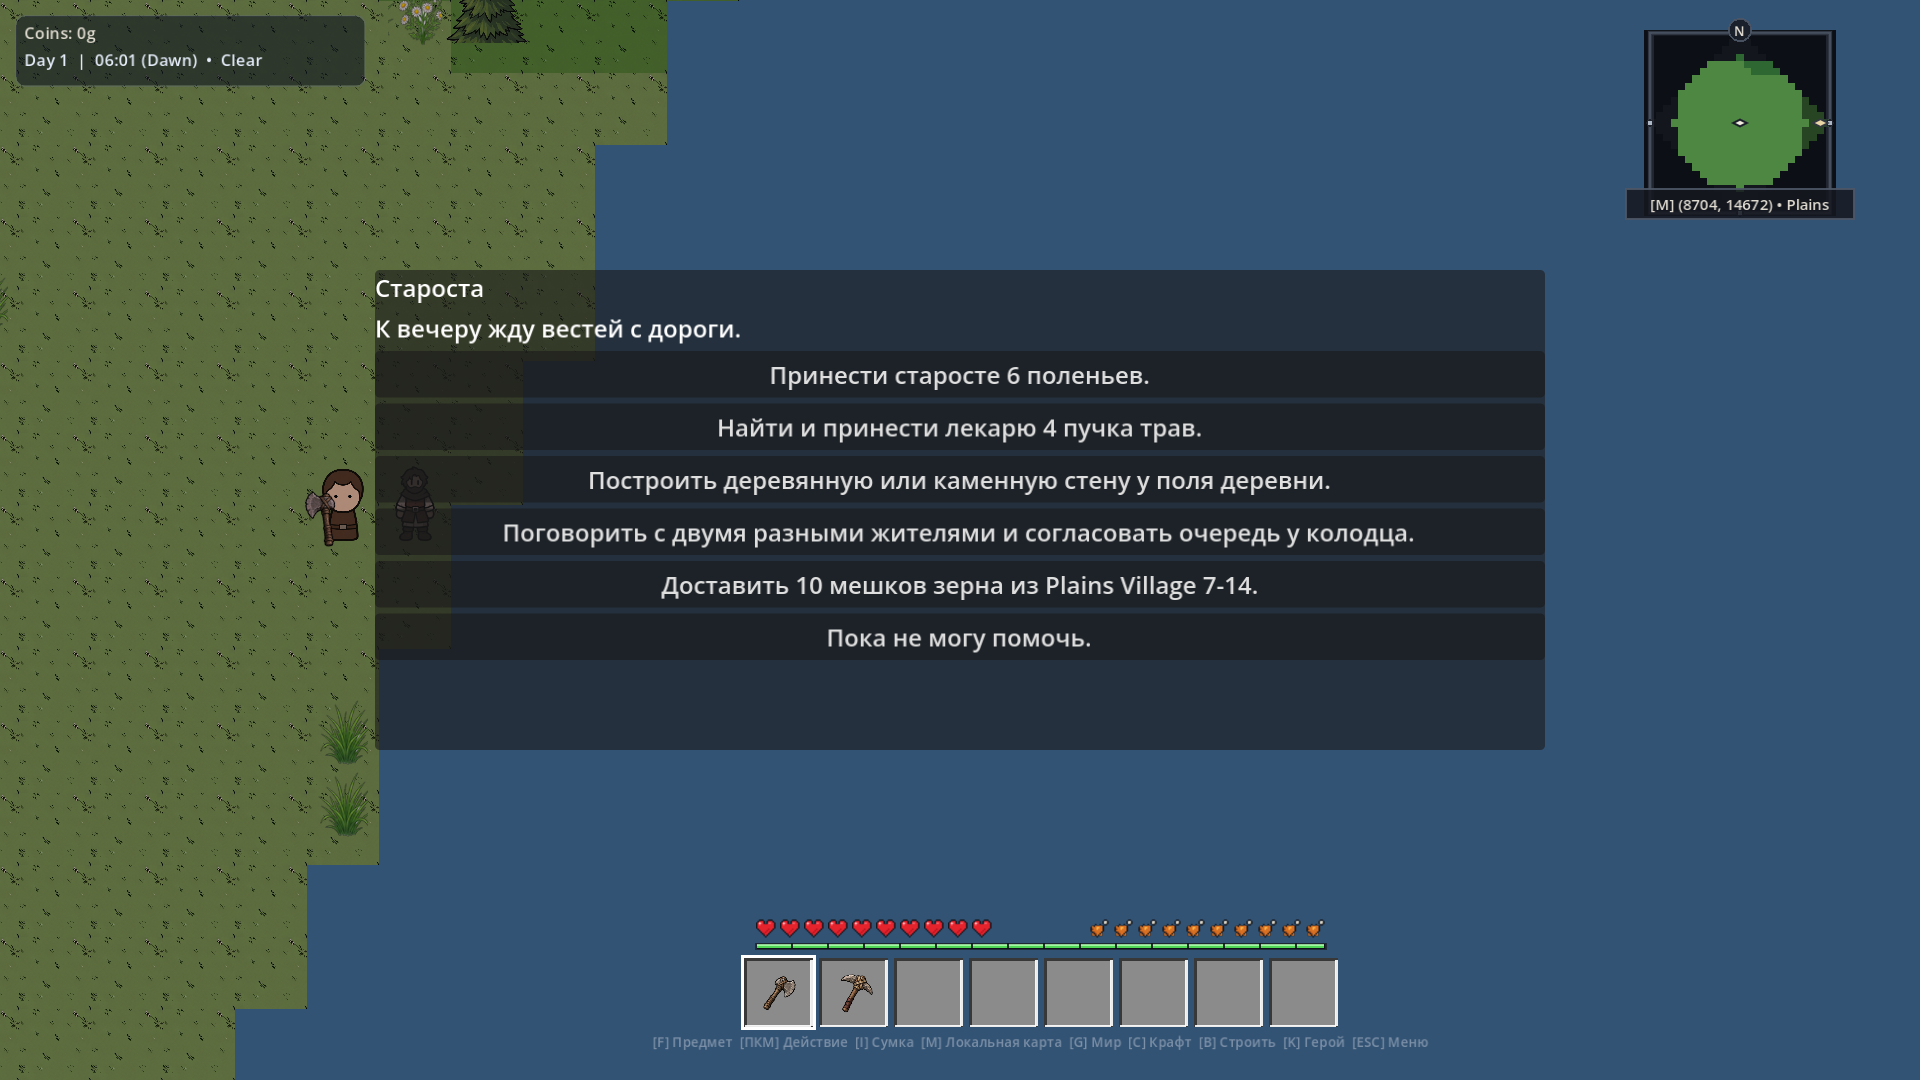 Coins: 0g
Day 1 | 06:01 (Dawn) • Clear
N
[M] (8704, 14672) • Plains
Староста
К вечеру жду вестей с дороги.
Принести старосте 6 поленьев.
Найти и принести лекарю 4 пучка трав.
Построить деревянную или каменную стену у поля деревни.
Поговорить с двумя разными жителями и согласовать очередь у колодца.
Доставить 10 мешков зерна из Plains Village 7-14.
Пока не могу помочь.
[F] Предмет [ПКМ] Действие [I] Сумка [M] Локальная карта [G] Мир [C] Крафт [B] Строить [K] Герой [ESC] Меню